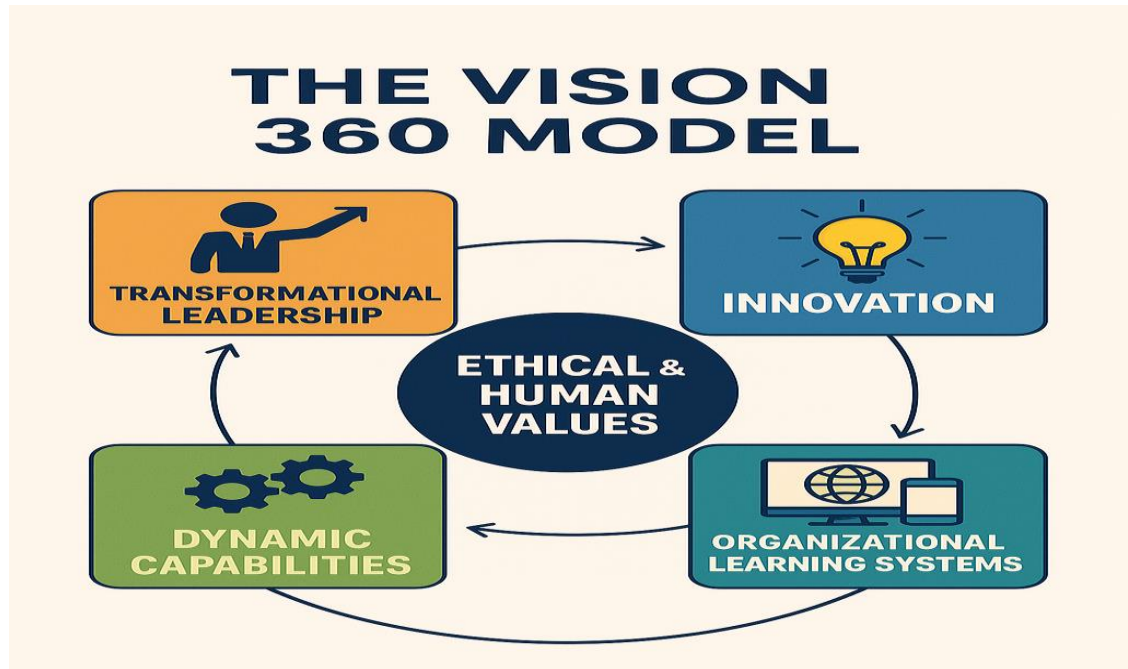 THE VISION
360 MODEL
TRANSFORMATIONAL
LEADERSHIP
INNOVATION
ETHICAL &
HUMAN
VALUES
DYNAMIC
CAPABILITIES
ORGANIZATIONAL
LEARNING SYSTEMS